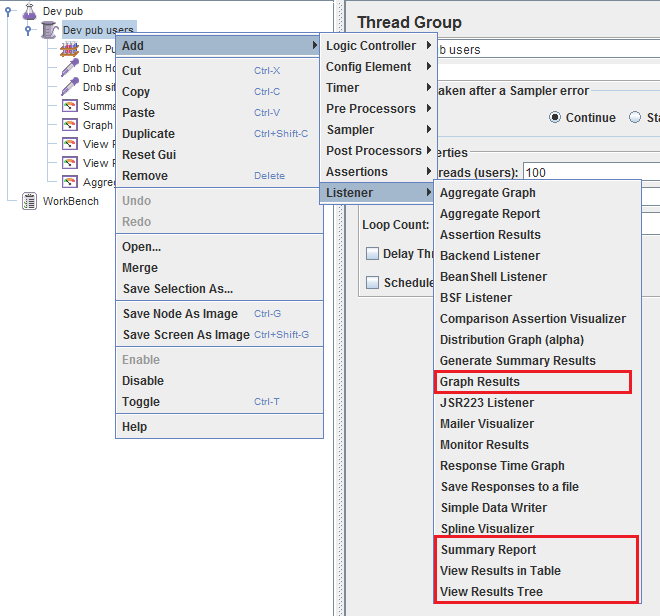 Dev pub
Dev pub users
Dev Pu
Dnb Ho
Dnb sit
Summa
Graph
View R
View R
Aggre
WorkBench
Add
Cut Ctrl-X
Copy Ctrl-C
Paste Ctrl-V
Duplicate Ctrl+Shift-C
Reset Gui
Remove Delete
Undo
Redo
Open...
Merge
Save Selection As...
Save Node As Image Ctrl-G
Save Screen As Image Ctrl+Shift-G
Enable
Disable
Toggle Ctrl-T
Help
Logic Controller
Config Element
Timer
Pre Processors
Sampler
Post Processors
Assertions
Listener
Thread Group
b users
taken after a Sampler error
Continue
Sta
erties
reads (users): 100
Loop Count:
Delay Thr
Schedule
Aggregate Graph
Aggregate Report
Assertion Results
Backend Listener
BeanShell Listener
BSF Listener
Comparison Assertion Visualizer
Distribution Graph (alpha)
Generate Summary Results
Graph Results
JSR223 Listener
Mailer Visualizer
Monitor Results
Response Time Graph
Save Responses to a file
Simple Data Writer
Spline Visualizer
Summary Report
View Results in Table
View Results Tree